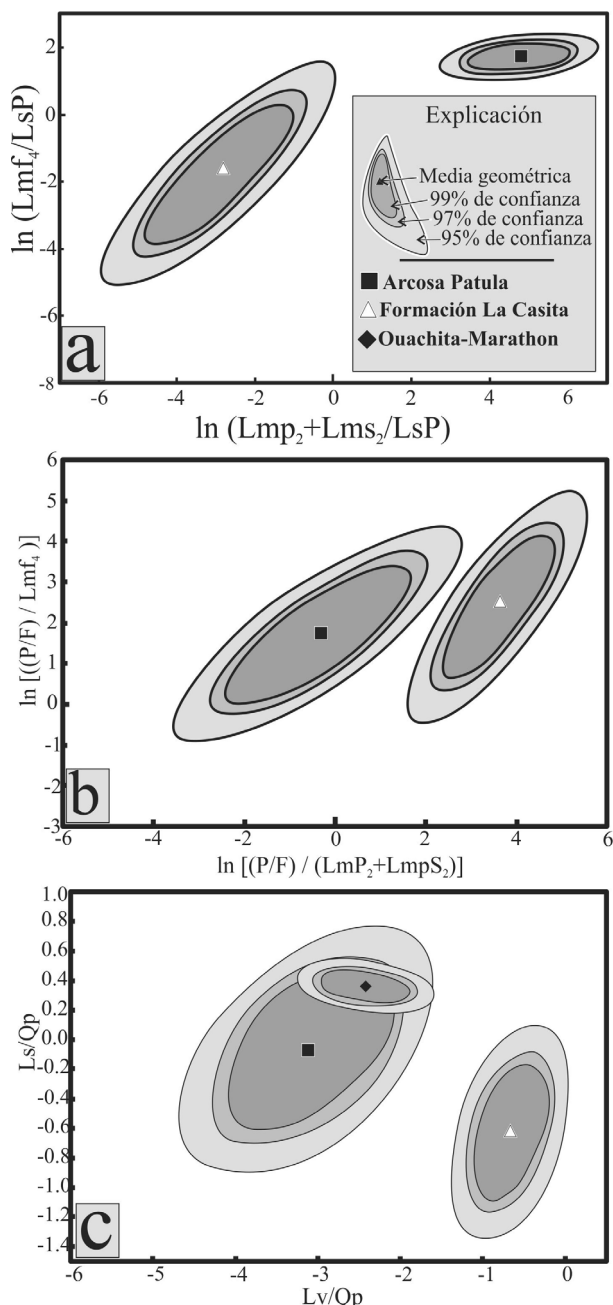 2
0
-2
-4
-6
-8
ln (Lmf₄/LsP)
Explicación
Media geométrica
99% de confianza
97% de confianza
95% de confianza
Arcosa Patula
Formación La Casita
Ouachita-Marathon
a
-6 -4 -2 0 2 4 6
ln (Lmp₂+Lms₂/LsP)
6
5
4
3
2
1
0
-1
-2
-3
ln [((P/F) / Lmf₄)]
b
-6 -4 -2 0 2 4 6
ln [(P/F) / (LmP₂+LmpS₂)]
1.0
0.8
0.6
0.4
0.2
0.0
-0.2
-0.4
-0.6
-0.8
-1.0
-1.2
-1.4
Ls/Qp
c
-6 -5 -4 -3 -2 -1 0
Lv/Qp